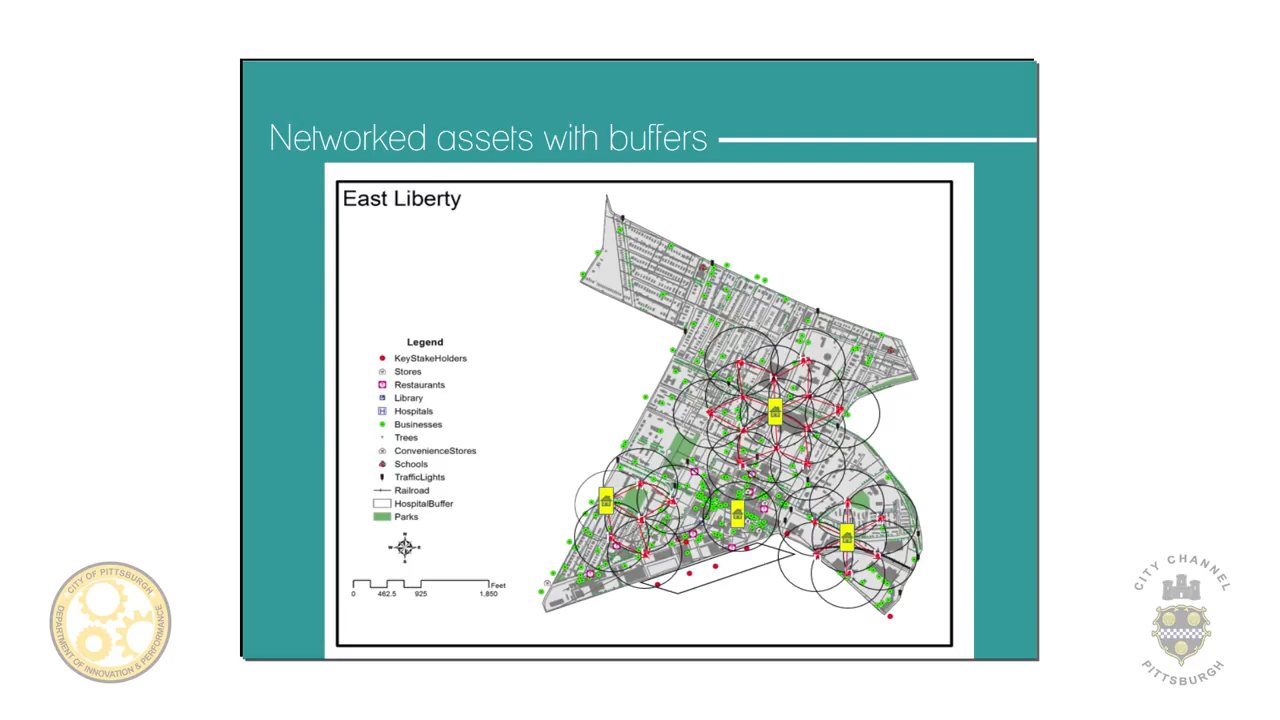 Networked assets with buffers
East Liberty
Legend
KeyStakeHolders
Stores
Restaurants
Library
Hospitals
Businesses
Trees
ConvenienceStores
Schools
TrafficLights
Railroad
HospitalBuffer
Parks
N
W E
S
Feet
0 462.5 925 1,850
CITY OF PITTSBURGH
DEPARTMENT OF INNOVATION & PERFORMANCE
CITY CHANNEL
PITTSBURGH